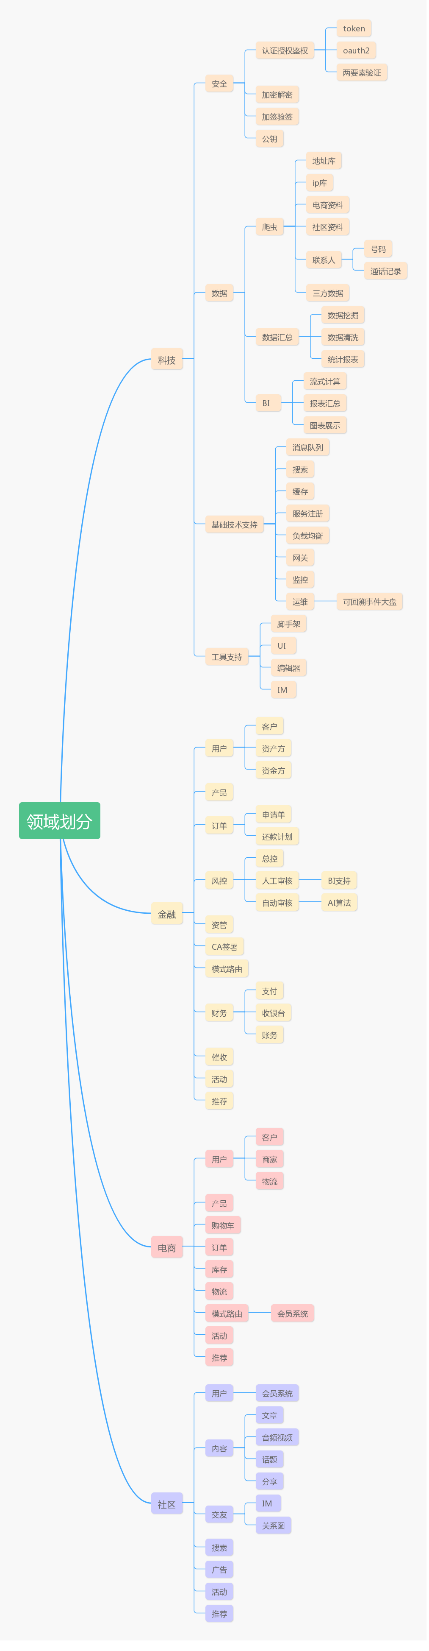 领域划分
科技
安全
认证授权鉴权
token
oauth2
两要素验证
加密解密
加签验签
公钥
数据
爬虫
地址库
ip库
电商资料
社区资料
联系人
号码
通话记录
三方数据
数据汇总
数据挖掘
数据清洗
统计报表
BI
流式计算
报表汇总
图表展示
基础技术支持
消息队列
搜索
缓存
服务注册
负载均衡
网关
监控
运维
可回溯事件大盘
工具支持
脚手架
UI
编辑器
IM
金融
用户
客户
资产方
资金方
产品
订单
申请单
还款计划
风控
总控
人工审核
BI支持
自动审核
AI算法
资管
CA签署
模式路由
财务
支付
收银台
账务
催收
活动
推荐
电商
用户
客户
商家
物流
产品
购物车
订单
库存
物流
模式路由
会员系统
活动
推荐
社区
用户
会员系统
内容
文章
音频视频
话题
分享
交友
IM
关系图
搜索
广告
活动
推荐